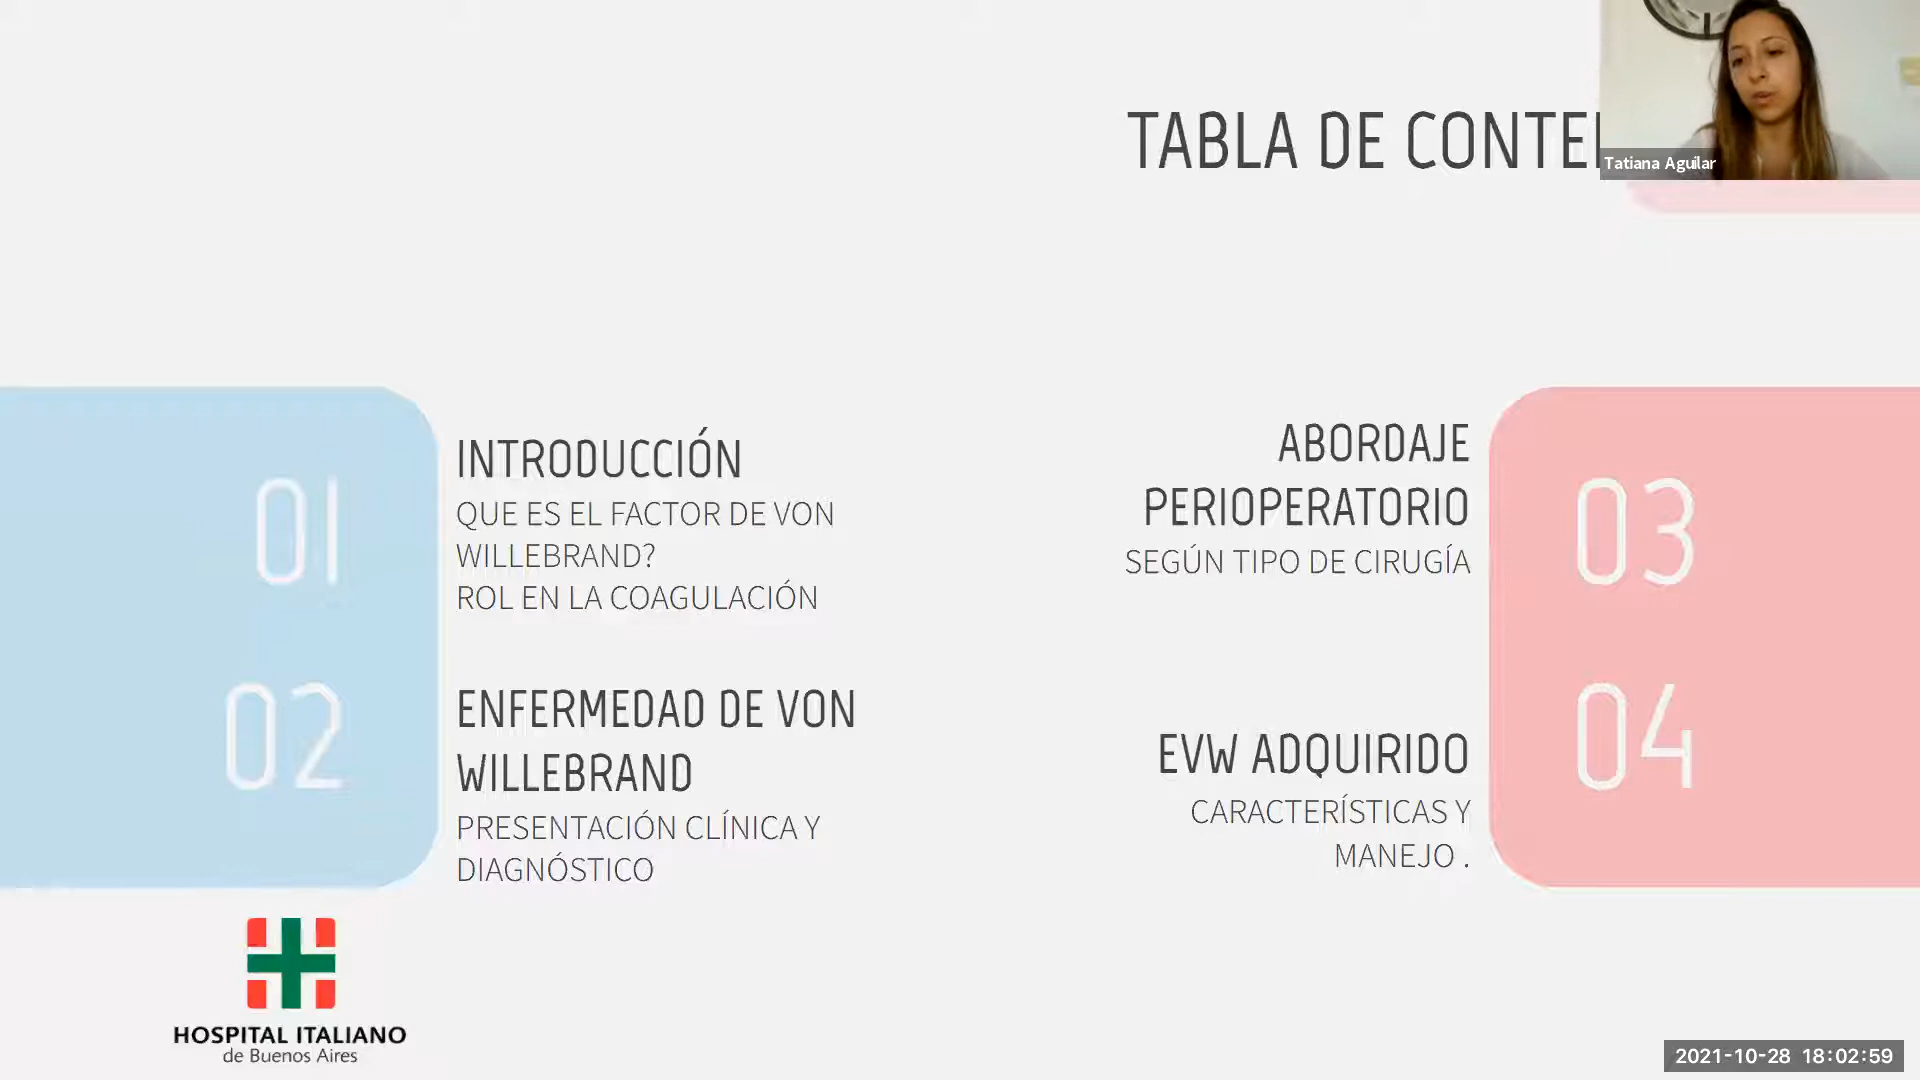 TABLA DE CONTE
Tatiana Aguilar
01
INTRODUCCIÓN
QUE ES EL FACTOR DE VON
WILLEBRAND?
ROL EN LA COAGULACIÓN
02
ENFERMEDAD DE VON
WILLEBRAND
PRESENTACIÓN CLÍNICA Y
DIAGNÓSTICO
ABORDAJE
PERIOPERATORIO
SEGÚN TIPO DE CIRUGÍA
03
EVW ADQUIRIDO
CARACTERÍSTICAS Y
MANEJO .
04
HOSPITAL ITALIANO
de Buenos Aires
2021-10-28 18:02:59